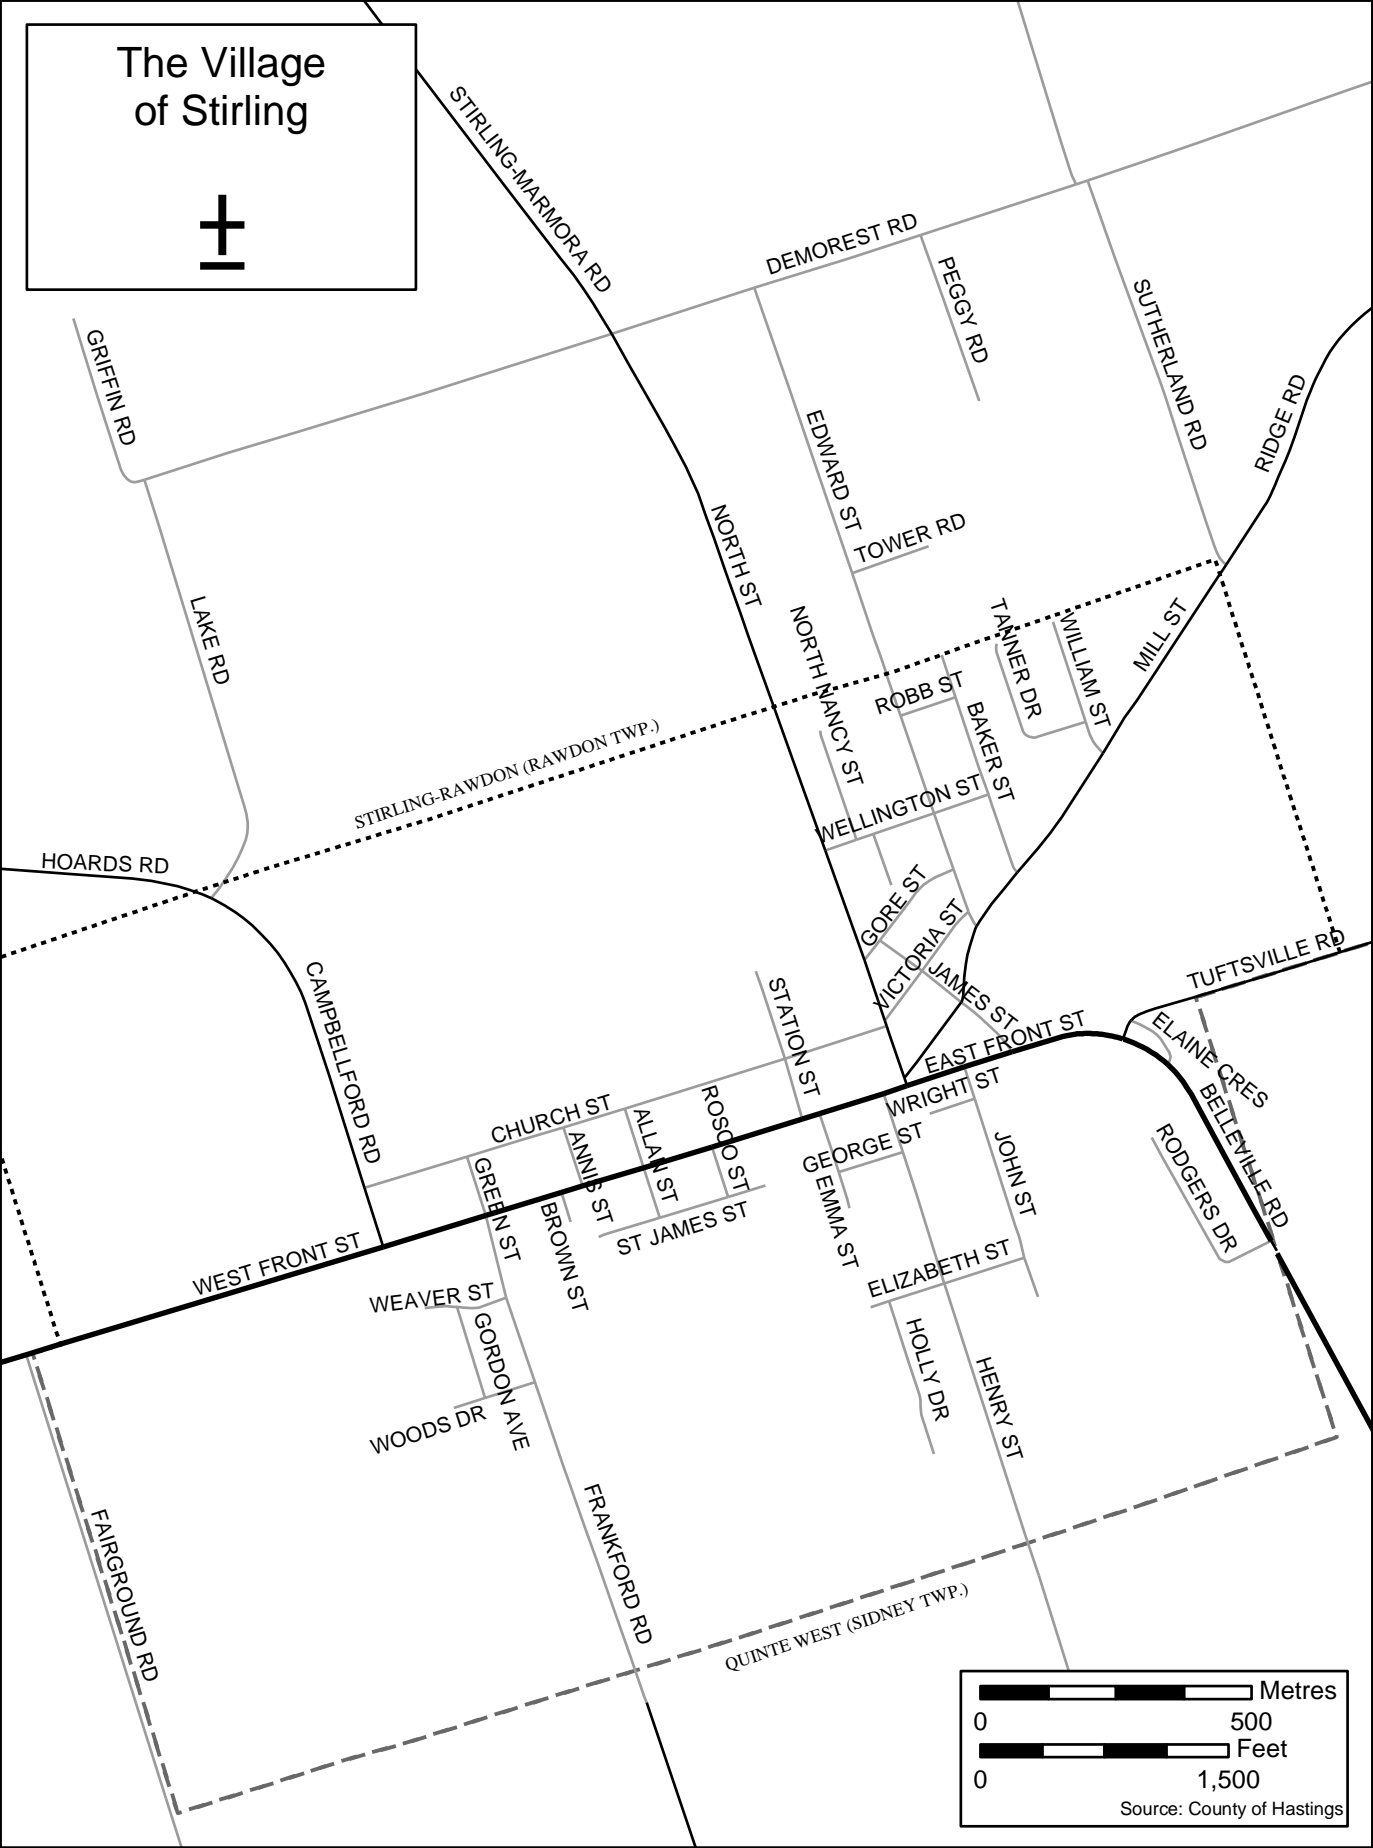 The Village
of Stirling
±
STIRLING-MARMORA RD
DEMOREST RD
PEGGY RD
SUTHERLAND RD
RIDGE RD
GRIFFIN RD
EDWARD ST
TOWER RD
NORTH ST
LAKE RD
NORTH NANCY ST
TANNER DR
WILLIAM ST
MILL ST
ROBB ST
BAKER ST
STIRLING-RAWDON (RAWDON TWP.)
WELLINGTON ST
HOARDS RD
GORE ST
VICTORIA ST
JAMES ST
TUFTSVILLE RD
CAMPBELLFORD RD
STATION ST
EAST FRONT ST
ELAINE CRES
WRIGHT ST
BELLEVILLE RD
CHURCH ST
ROSCO ST
ALLAN ST
ANNIS ST
GREEN ST
GEORGE ST
JOHN ST
RODGERS DR
EMMA ST
BROWN ST
ST JAMES ST
WEST FRONT ST
ELIZABETH ST
WEAVER ST
GORDON AVE
HOLLY DR
HENRY ST
WOODS DR
FRANKFORD RD
FAIRGROUND RD
QUINTE WEST (SIDNEY TWP.)
Metres
0 500
Feet
0 1,500
Source: County of Hastings